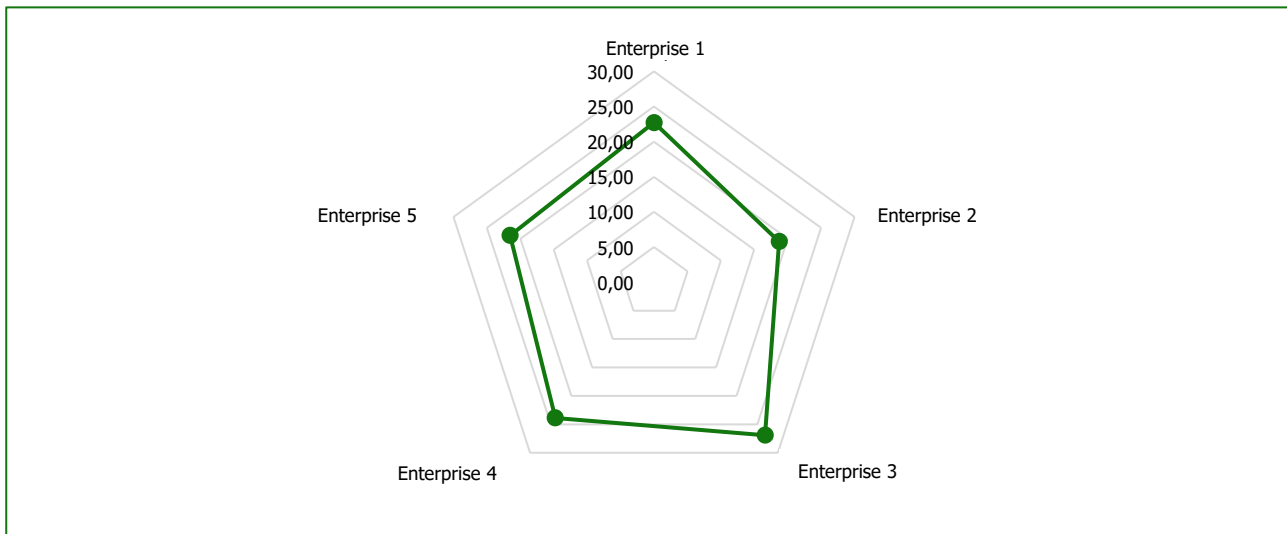 Enterprise 1
30,00
25,00
20,00
15,00
10,00
5,00
0,00
Enterprise 2
Enterprise 5
Enterprise 3
Enterprise 4